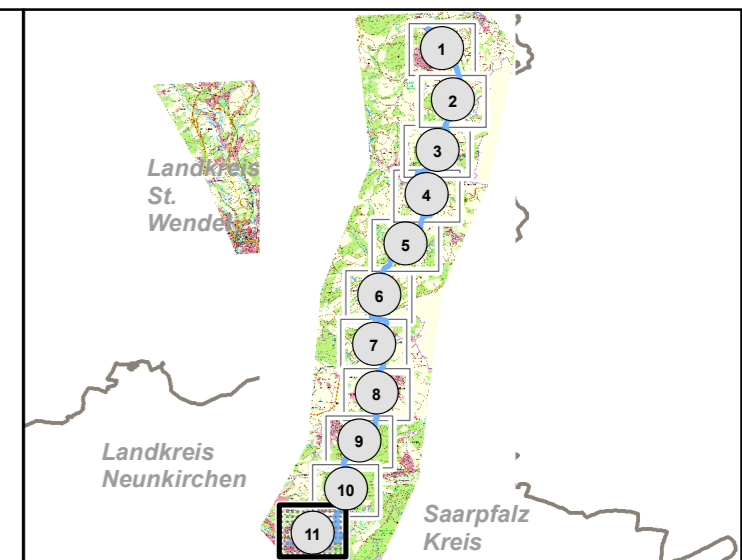 1
2
3
Landkreis
St.
Wendel
4
5
6
7
8
9
Landkreis
Neunkirchen
10
Saarpfalz
Kreis
11